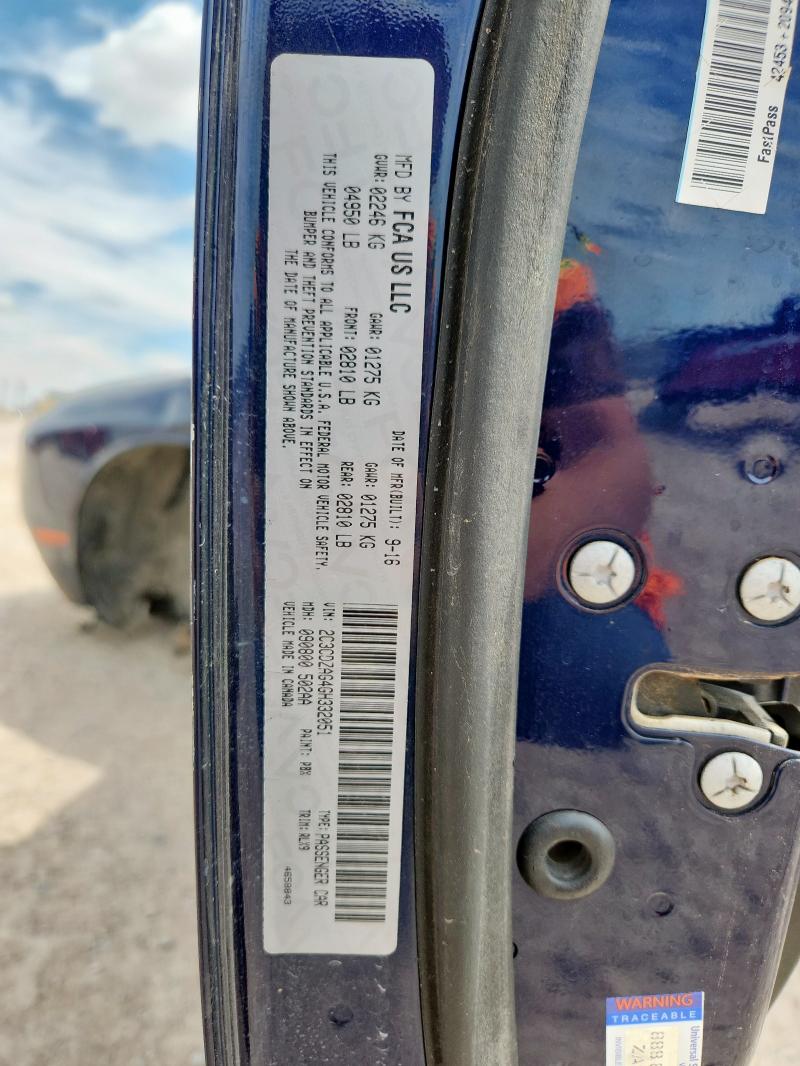 MFD BY FCA US LLC
DATE OF MFR(BUILT): 9-16
GVWR: 02246 KG
GAWR: 01275 KG
GAWR: 01275 KG
04950 LB
FRONT: 02810 LB
REAR: 02810 LB
THIS VEHICLE CONFORMS TO ALL APPLICABLE U.S.A. FEDERAL MOTOR VEHICLE SAFETY,
BUMPER AND THEFT PREVENTION STANDARDS IN EFFECT ON
THE DATE OF MANUFACTURE SHOWN ABOVE.
VIN: 2C3CDZAG4GH332051
TYPE: PASSENGER CAR
MDH: 090800 502AA
PAINT: PBX
TRIM: RLX9
VEHICLE MADE IN CANADA
4659843
FastPass
WARNING
TRACEABLE
Universal